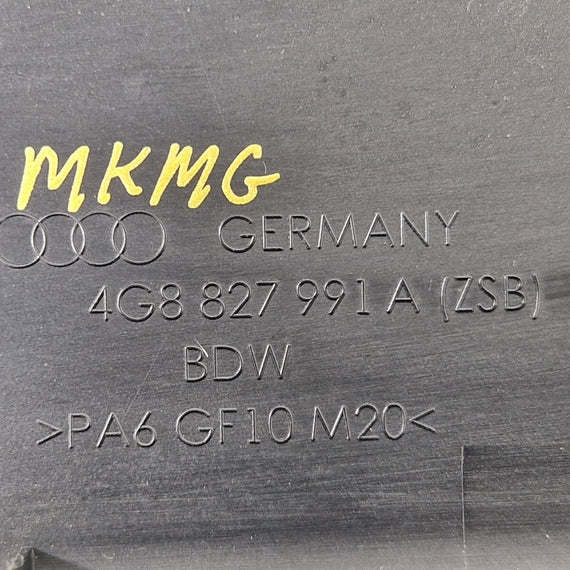 MKMG
GERMANY
4G8 827 991 A (ZSB)
BDW
>PA6 GF10 M20<